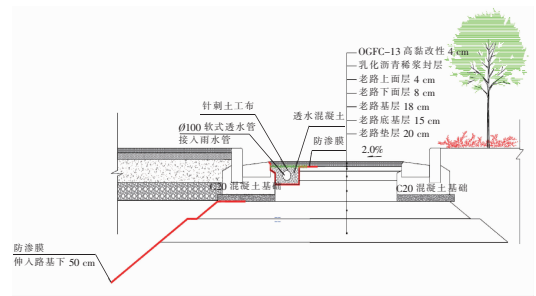 OGFC-13 高黏改性 4 cm
乳化沥青稀浆封层
老路上面层 4 cm
老路下面层 8 cm
老路基层 18 cm
老路底基层 15 cm
老路垫层 20 cm
针刺土工布
透水混凝土
Ø100 软式透水管
接入雨水管
防渗膜
2.0%
C20 混凝土基础
C20 混凝土基础
防渗膜
伸入路基下 50 cm